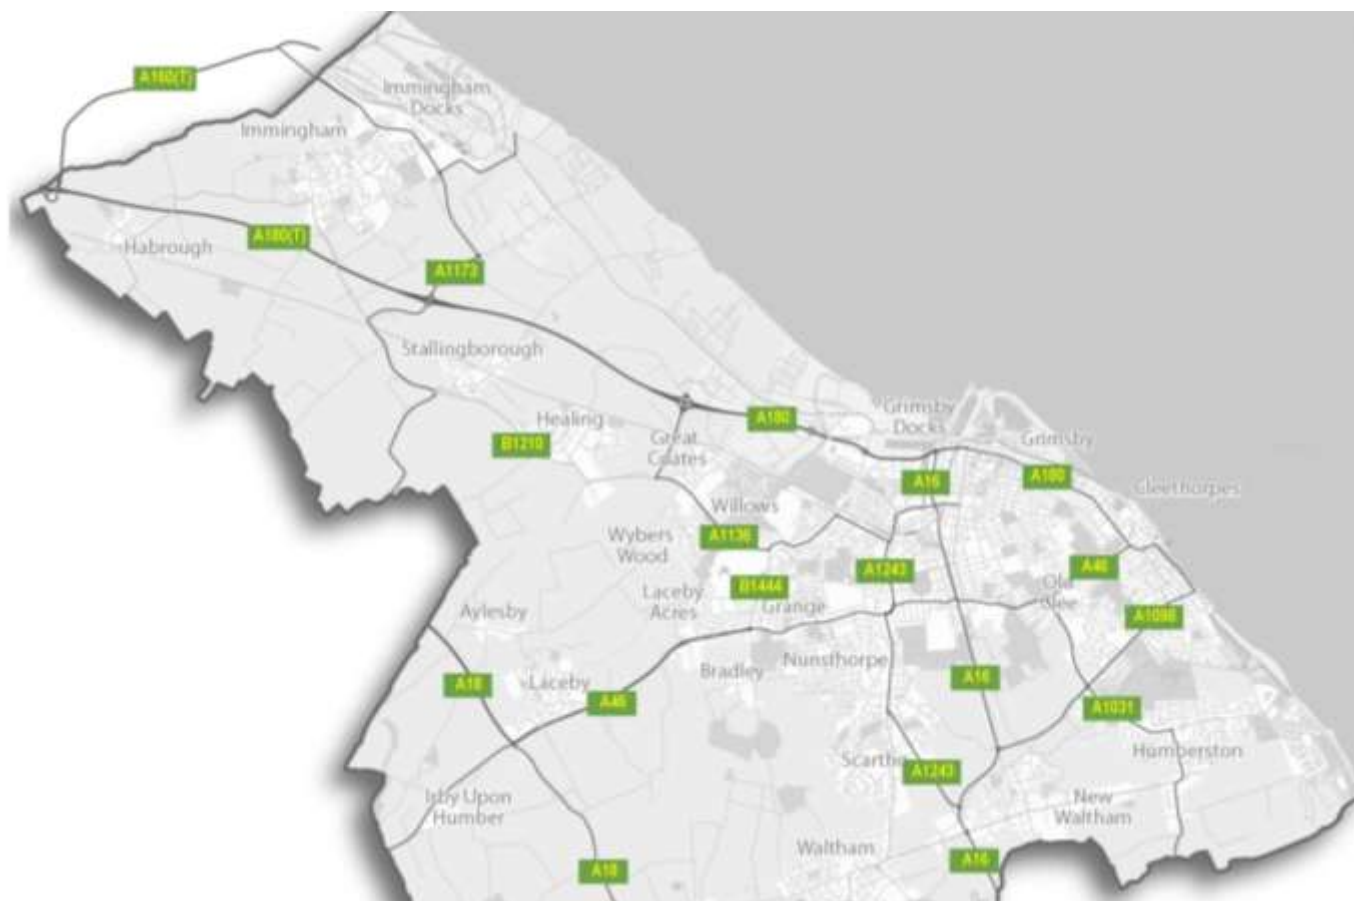 A160(T)
Immingham
Docks
Immingham
A180(T)
Habrough
A1173
Stallingborough
Healing
B1210
Great
Coates
A180
Grimsby
Docks
Grimsby
A180
Cleethorpes
A16
Willows
A1136
Wybers
Wood
A1243
A46
B1444
Laceby
Acres
Grange
Old
Clee
A1098
Aylesby
Nunsthorpe
Bradley
A18
Laceby
A46
A16
A1031
Humberston
Scartho
A1243
Irby Upon
Humber
New
Waltham
Waltham
A16
A18